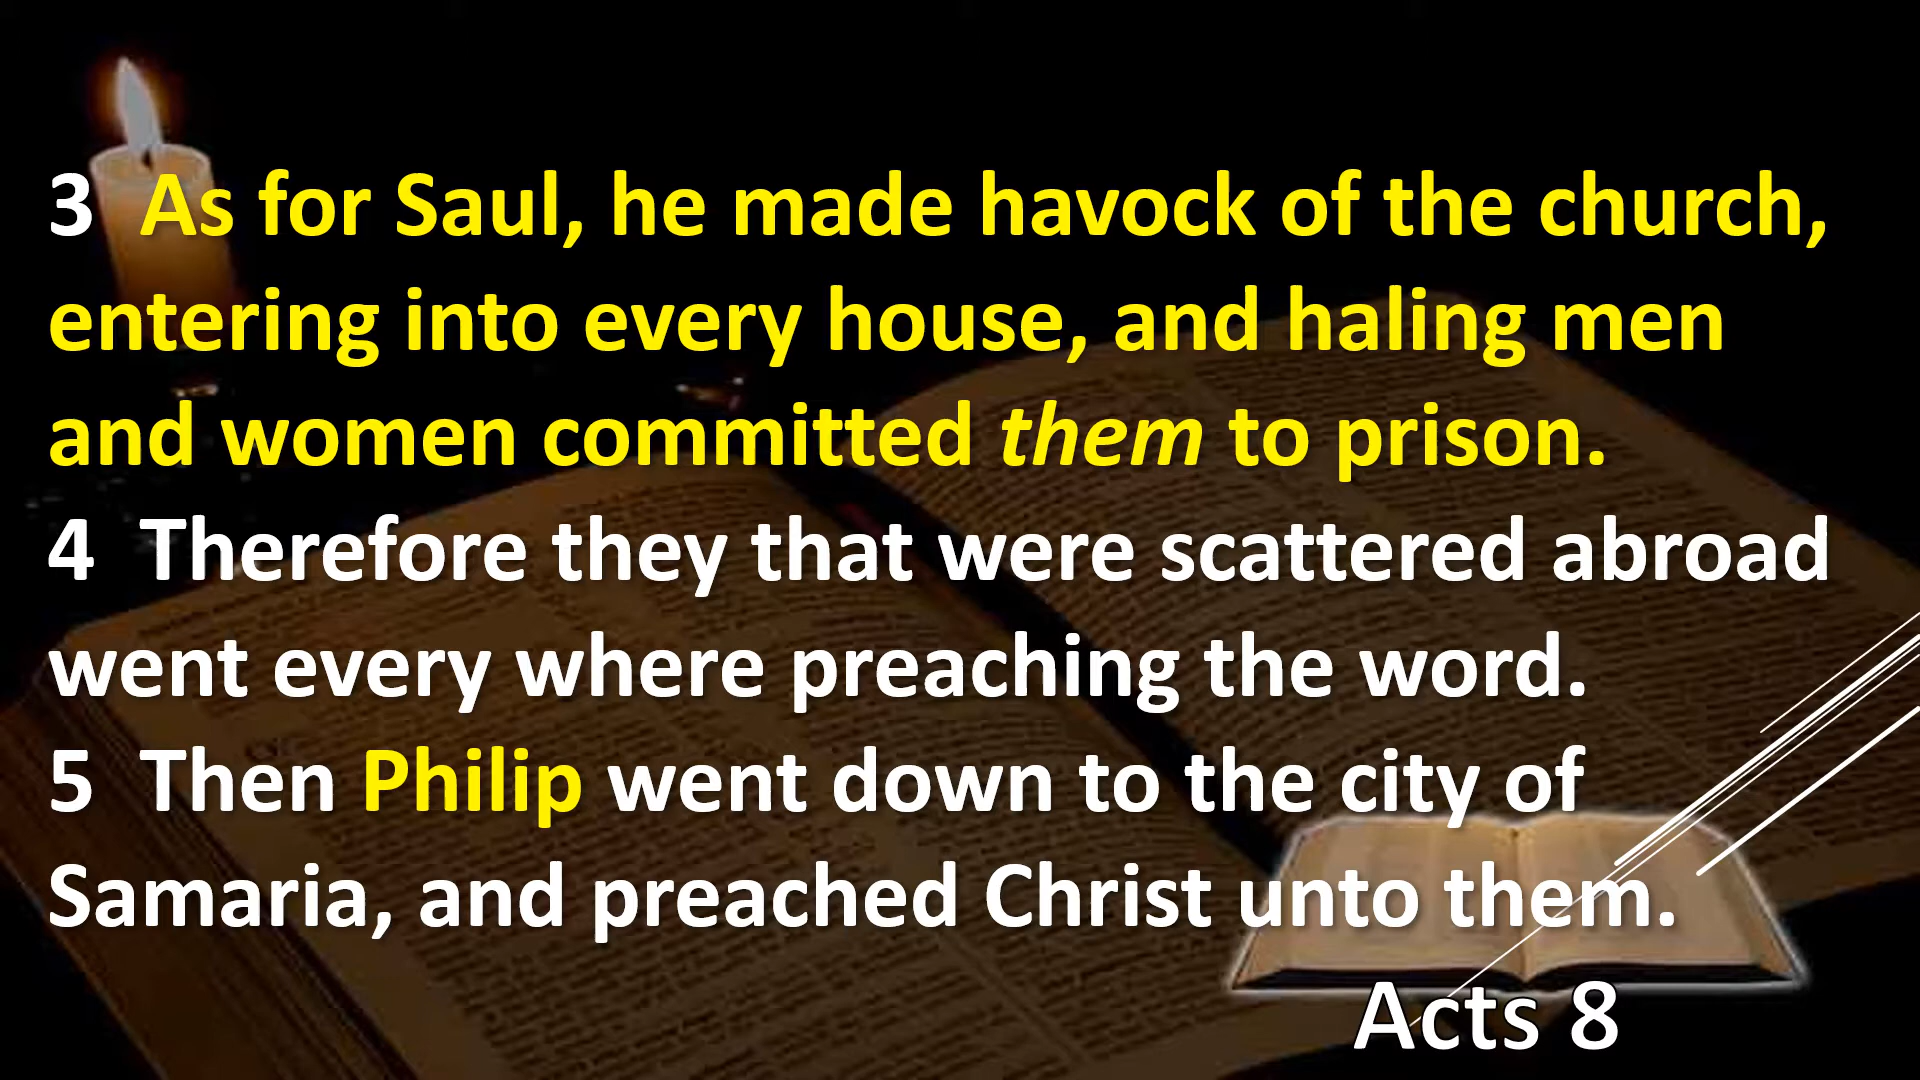 3 As for Saul, he made havock of the church,
entering into every house, and haling men
and women committed them to prison.
4 Therefore they that were scattered abroad
went every where preaching the word.
5 Then Philip went down to the city of
Samaria, and preached Christ unto them.
Acts 8